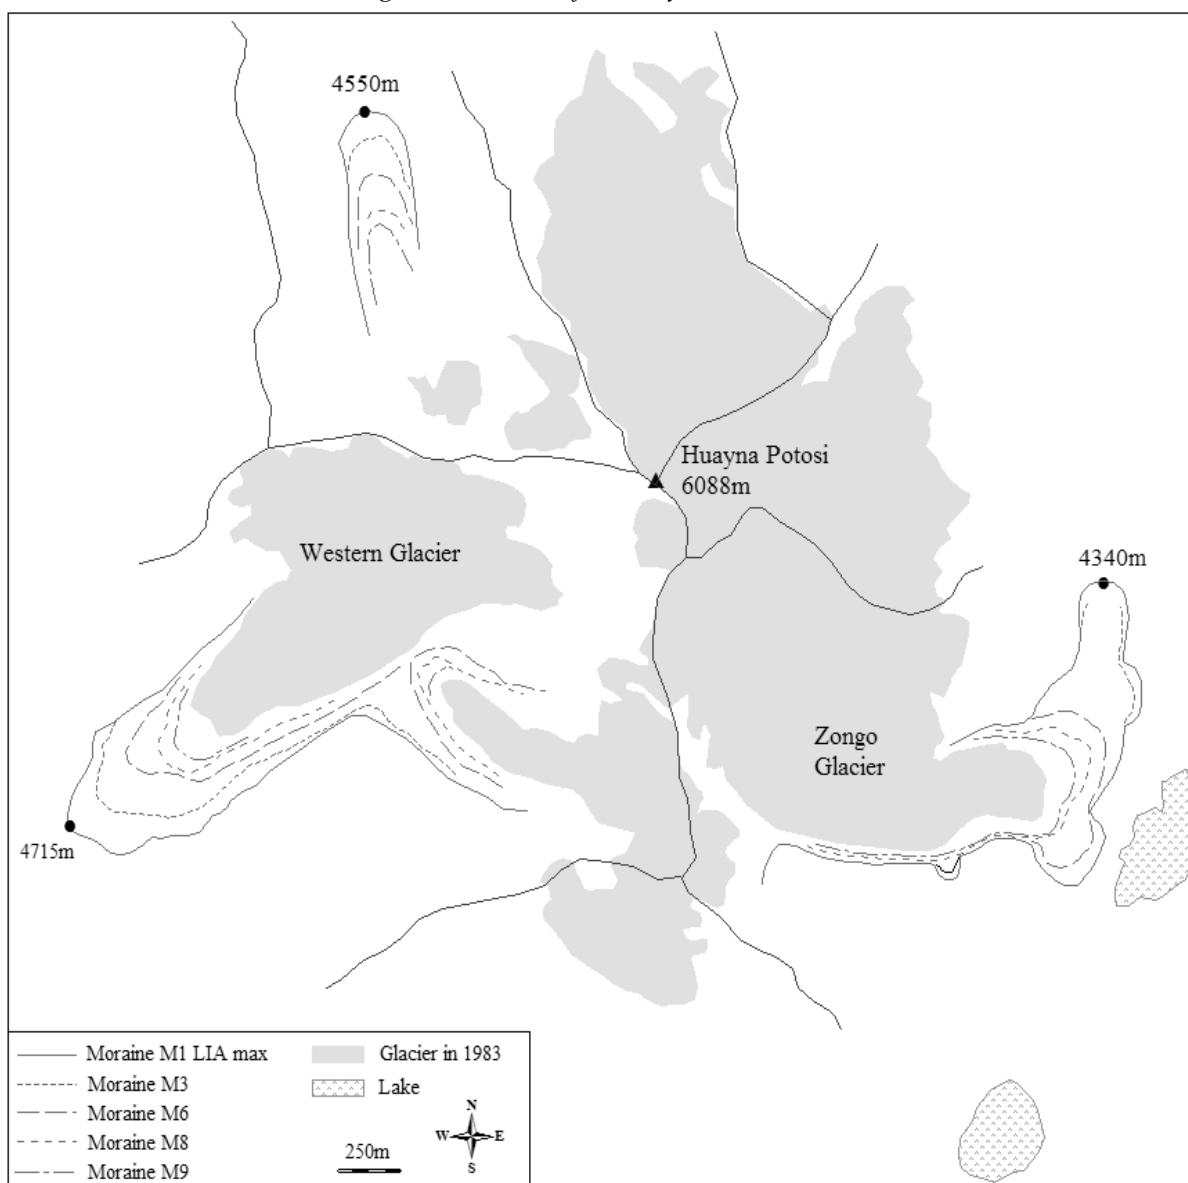 4550m
Huayna Potosi
6088m
Western Glacier
4340m
Zongo
Glacier
4715m
Moraine M1 LIA max
Moraine M3
Moraine M6
Moraine M8
Moraine M9
Glacier in 1983
Lake
N
W E
S
250m